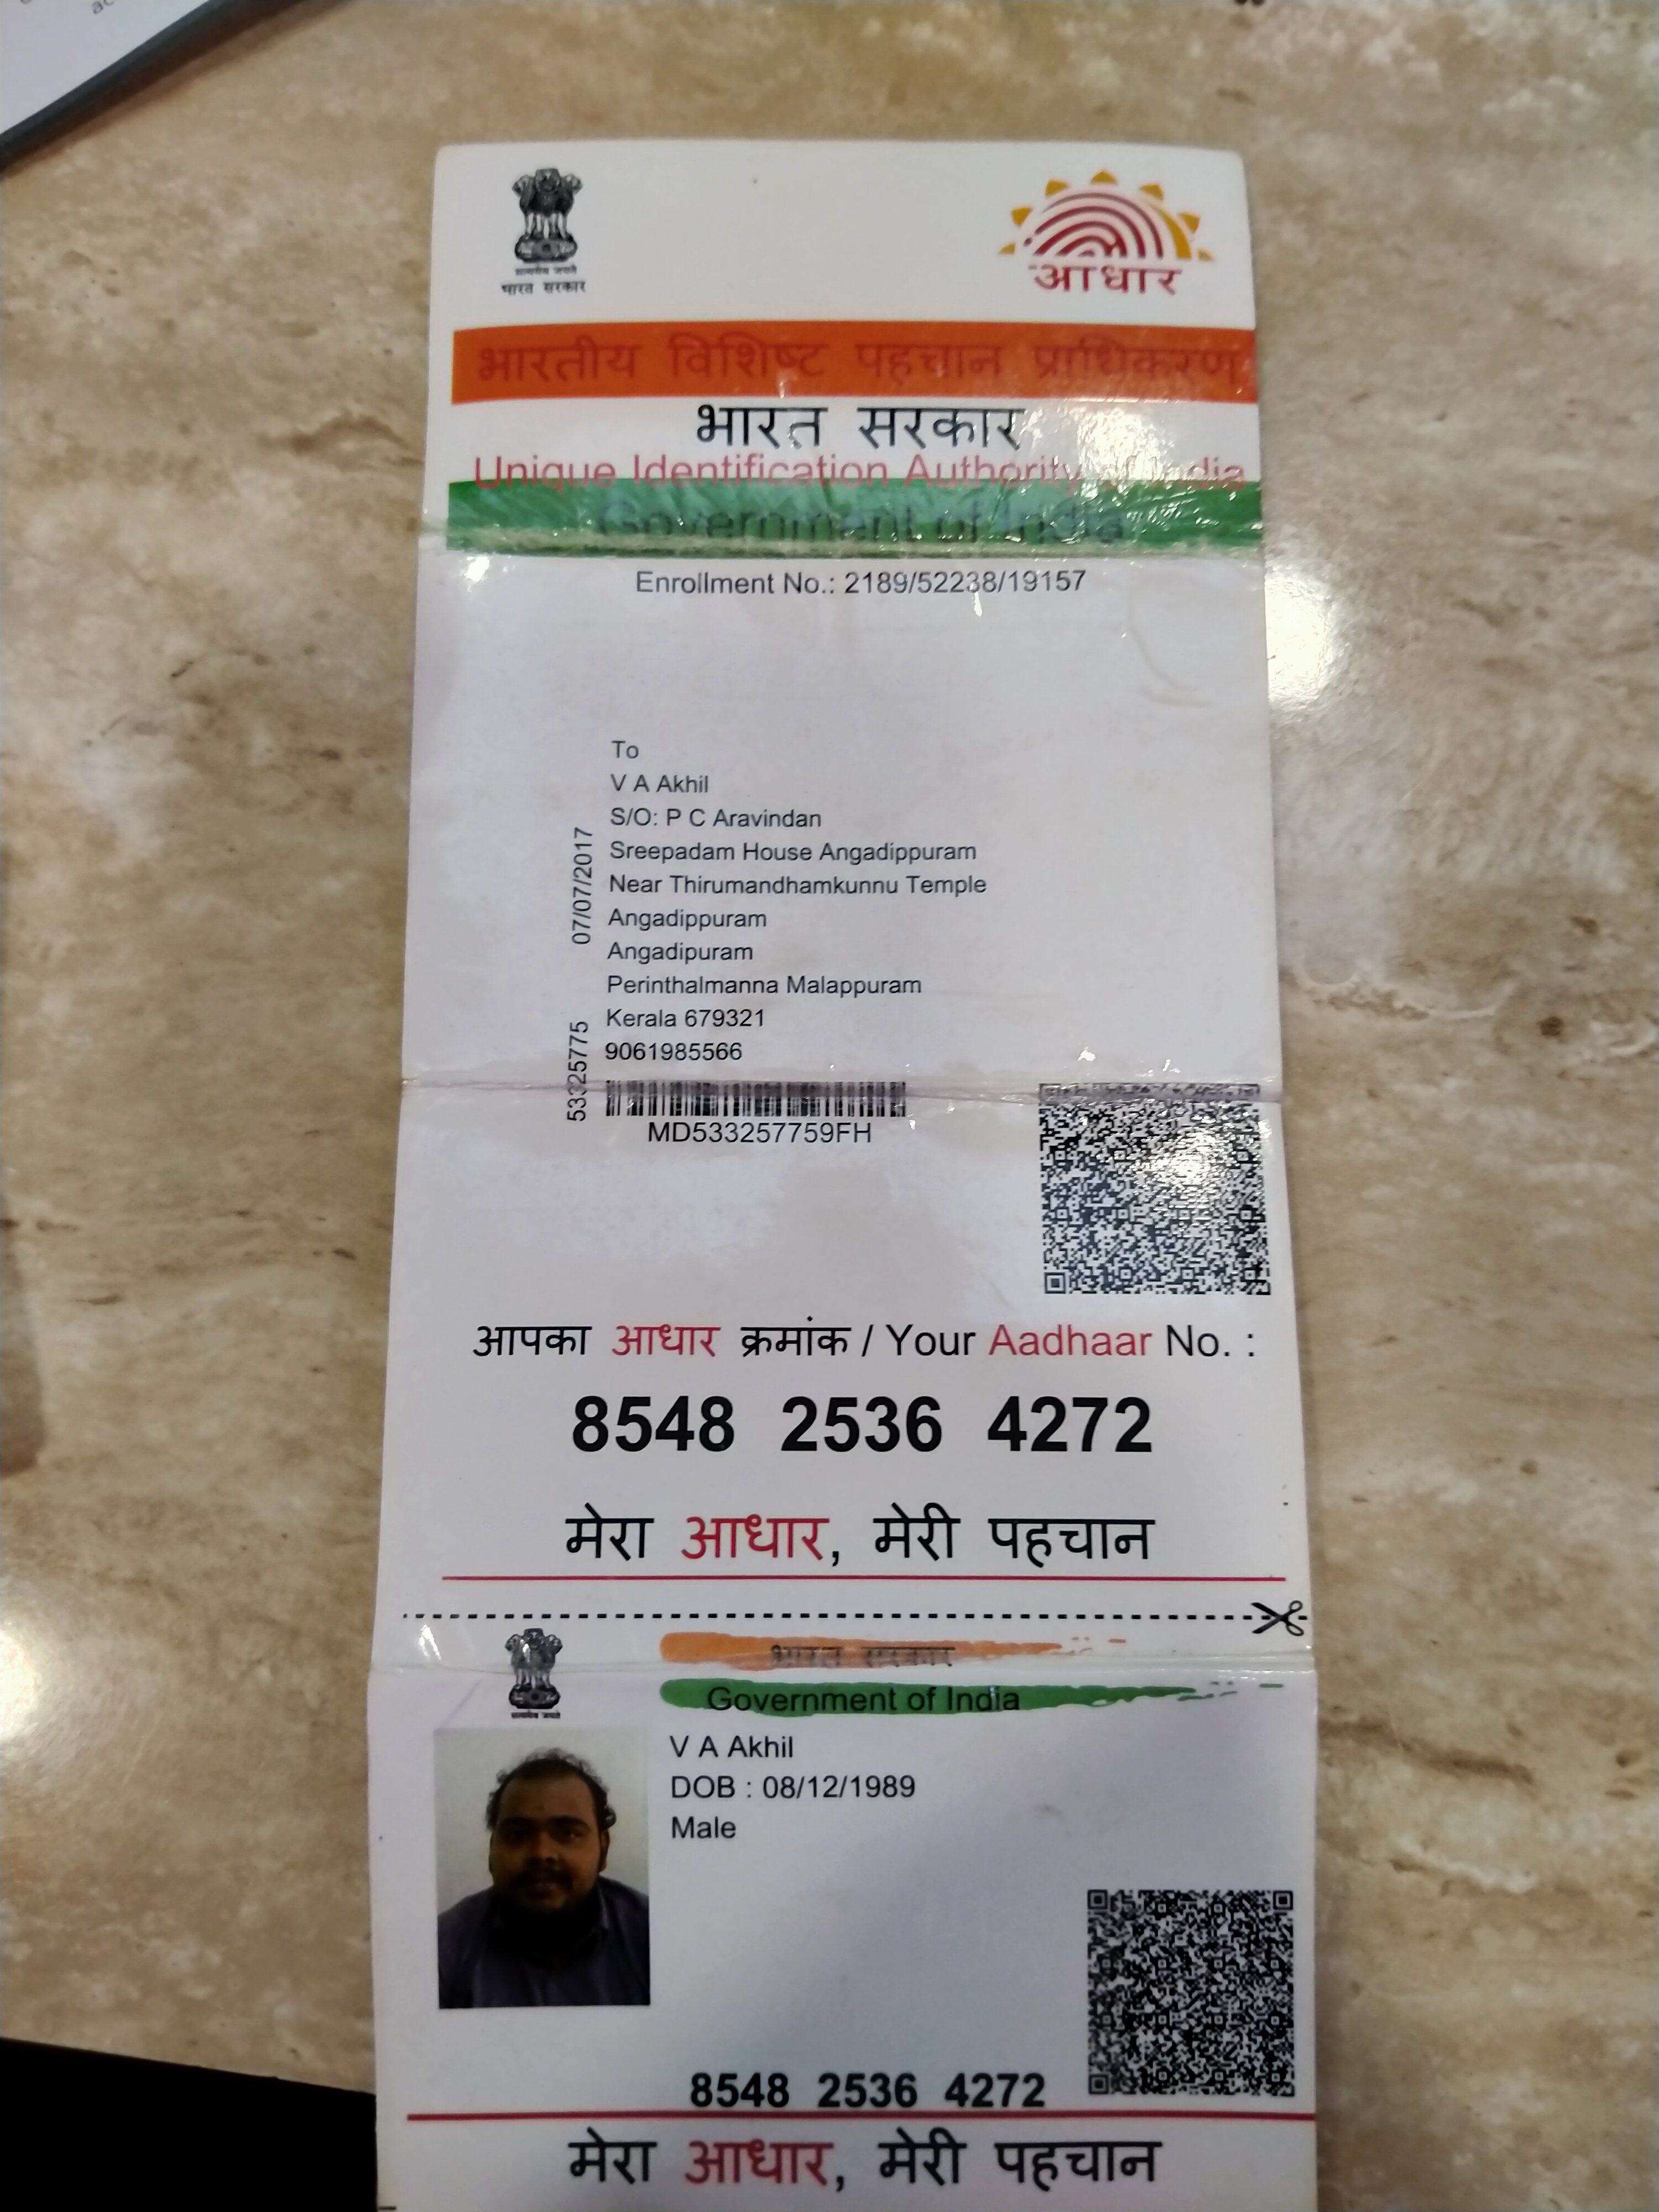 सत्यमेव जयते
भारत सरकार
आधार
भारतीय विशिष्ट पहचान प्राधिकरण
भारत सरकार
Unique Identification Authority of India
Government of India
Enrollment No.: 2189/52238/19157
To
V A Akhil
S/O: P C Aravindan
Sreepadam House Angadippuram
Near Thirumandhamkunnu Temple
Angadippuram
Angadipuram
Perinthalmanna Malappuram
Kerala 679321
9061985566
07/07/2017
53325775
MD533257759FH
आपका आधार क्रमांक / Your Aadhaar No. :
8548 2536 4272
मेरा आधार, मेरी पहचान
सत्यमेव जयते
भारत सरकार
Government of India
V A Akhil
DOB : 08/12/1989
Male
8548 2536 4272
मेरा आधार, मेरी पहचान